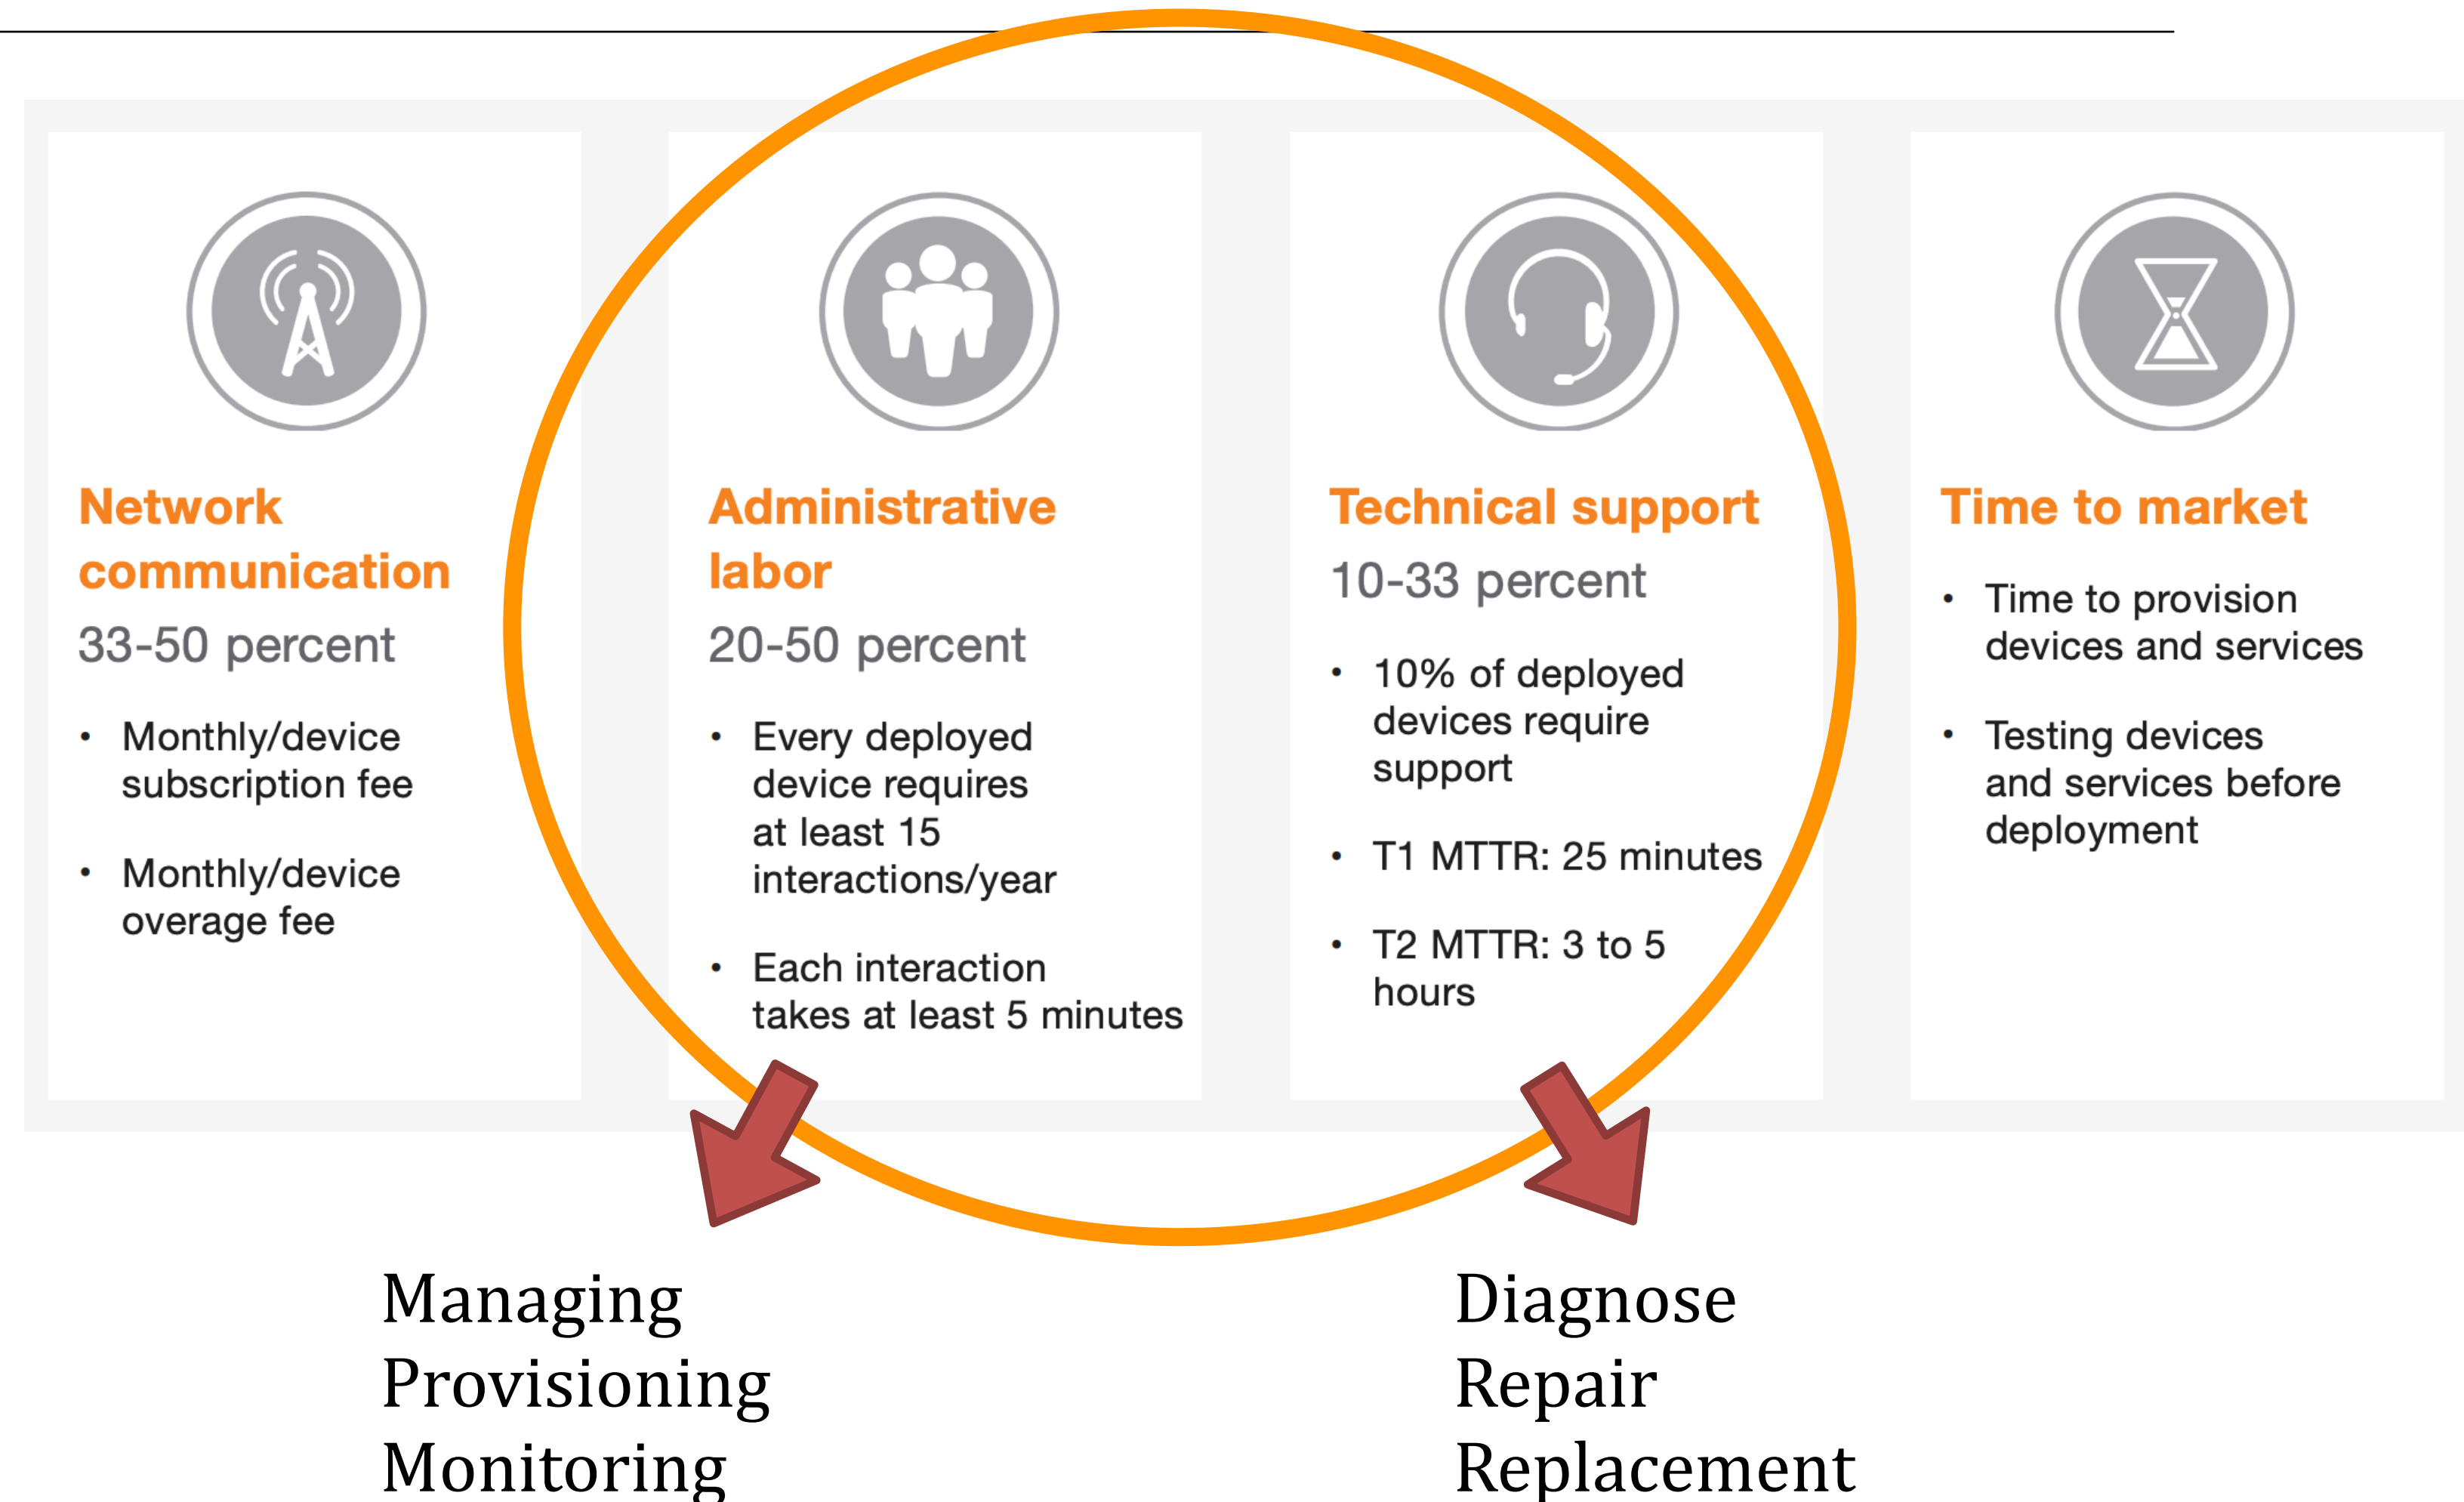 Network
communication
33-50 percent
• Monthly/device
subscription fee
• Monthly/device
overage fee
Administrative
labor
20-50 percent
• Every deployed
device requires
at least 15
interactions/year
• Each interaction
takes at least 5 minutes
Technical support
10-33 percent
• 10% of deployed
devices require
support
• T1 MTTR: 25 minutes
• T2 MTTR: 3 to 5
hours
Time to market
• Time to provision
devices and services
• Testing devices
and services before
deployment
Managing
Provisioning
Monitoring
Diagnose
Repair
Replacement